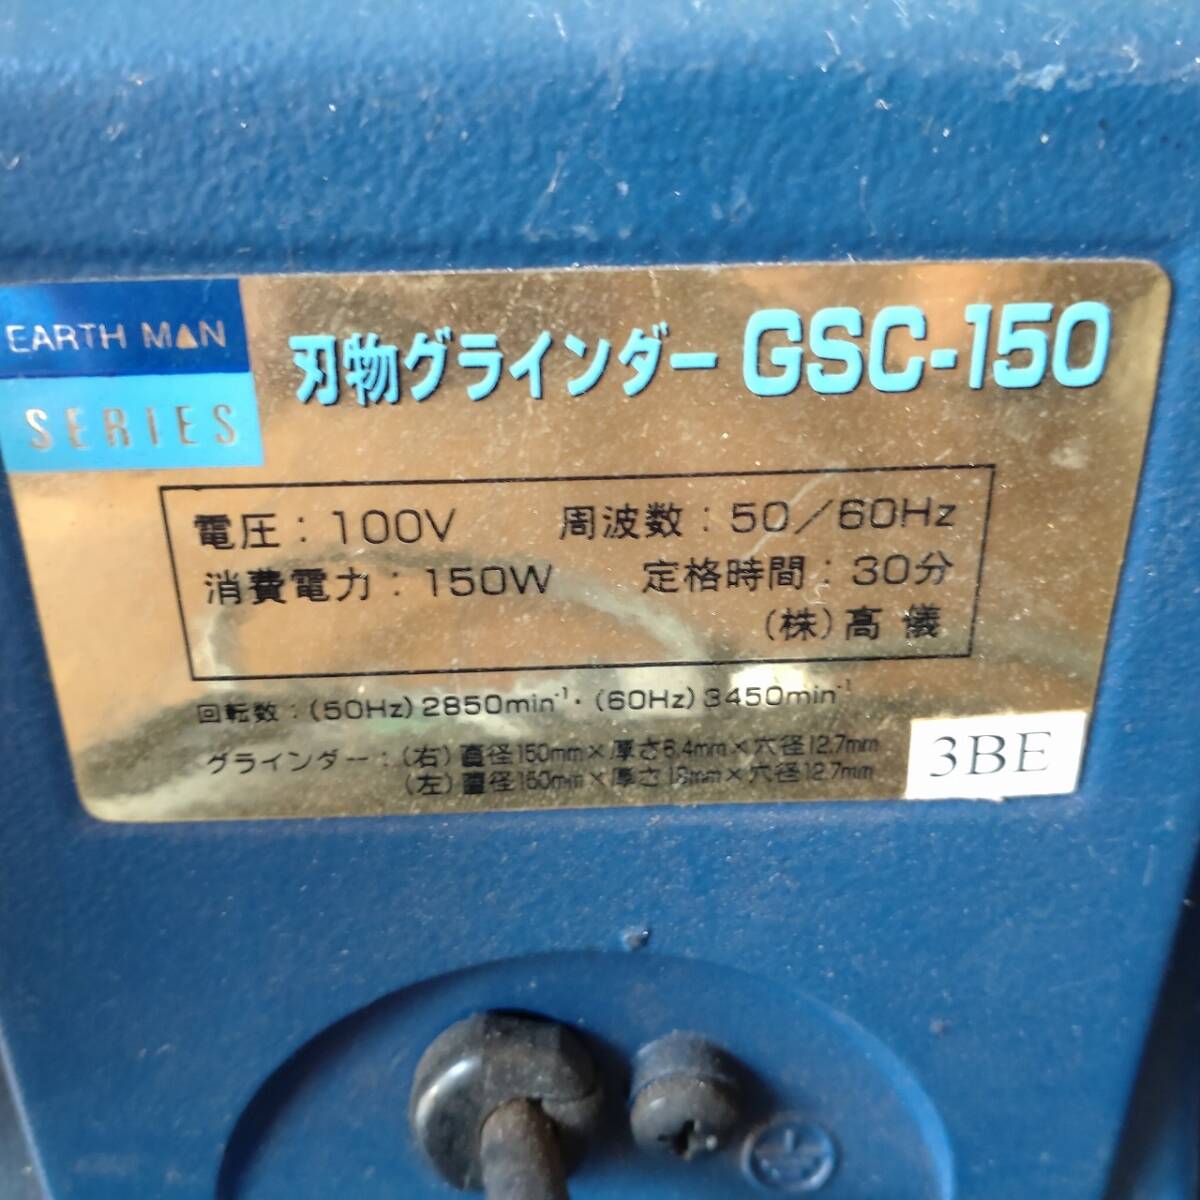 EARTH MAN
SERIES
刃物グラインダー GSC-150
電圧：100V 周波数：50／60Hz
消費電力：150W 定格時間：30分
(株)髙儀
回転数：(50Hz)2850min⁻¹・(60Hz)3450min⁻¹
グラインダー：(右)直径150mm×厚さ6.4mm×穴径12.7mm
(左)直径150mm×厚さ18mm×穴径12.7mm
3BE